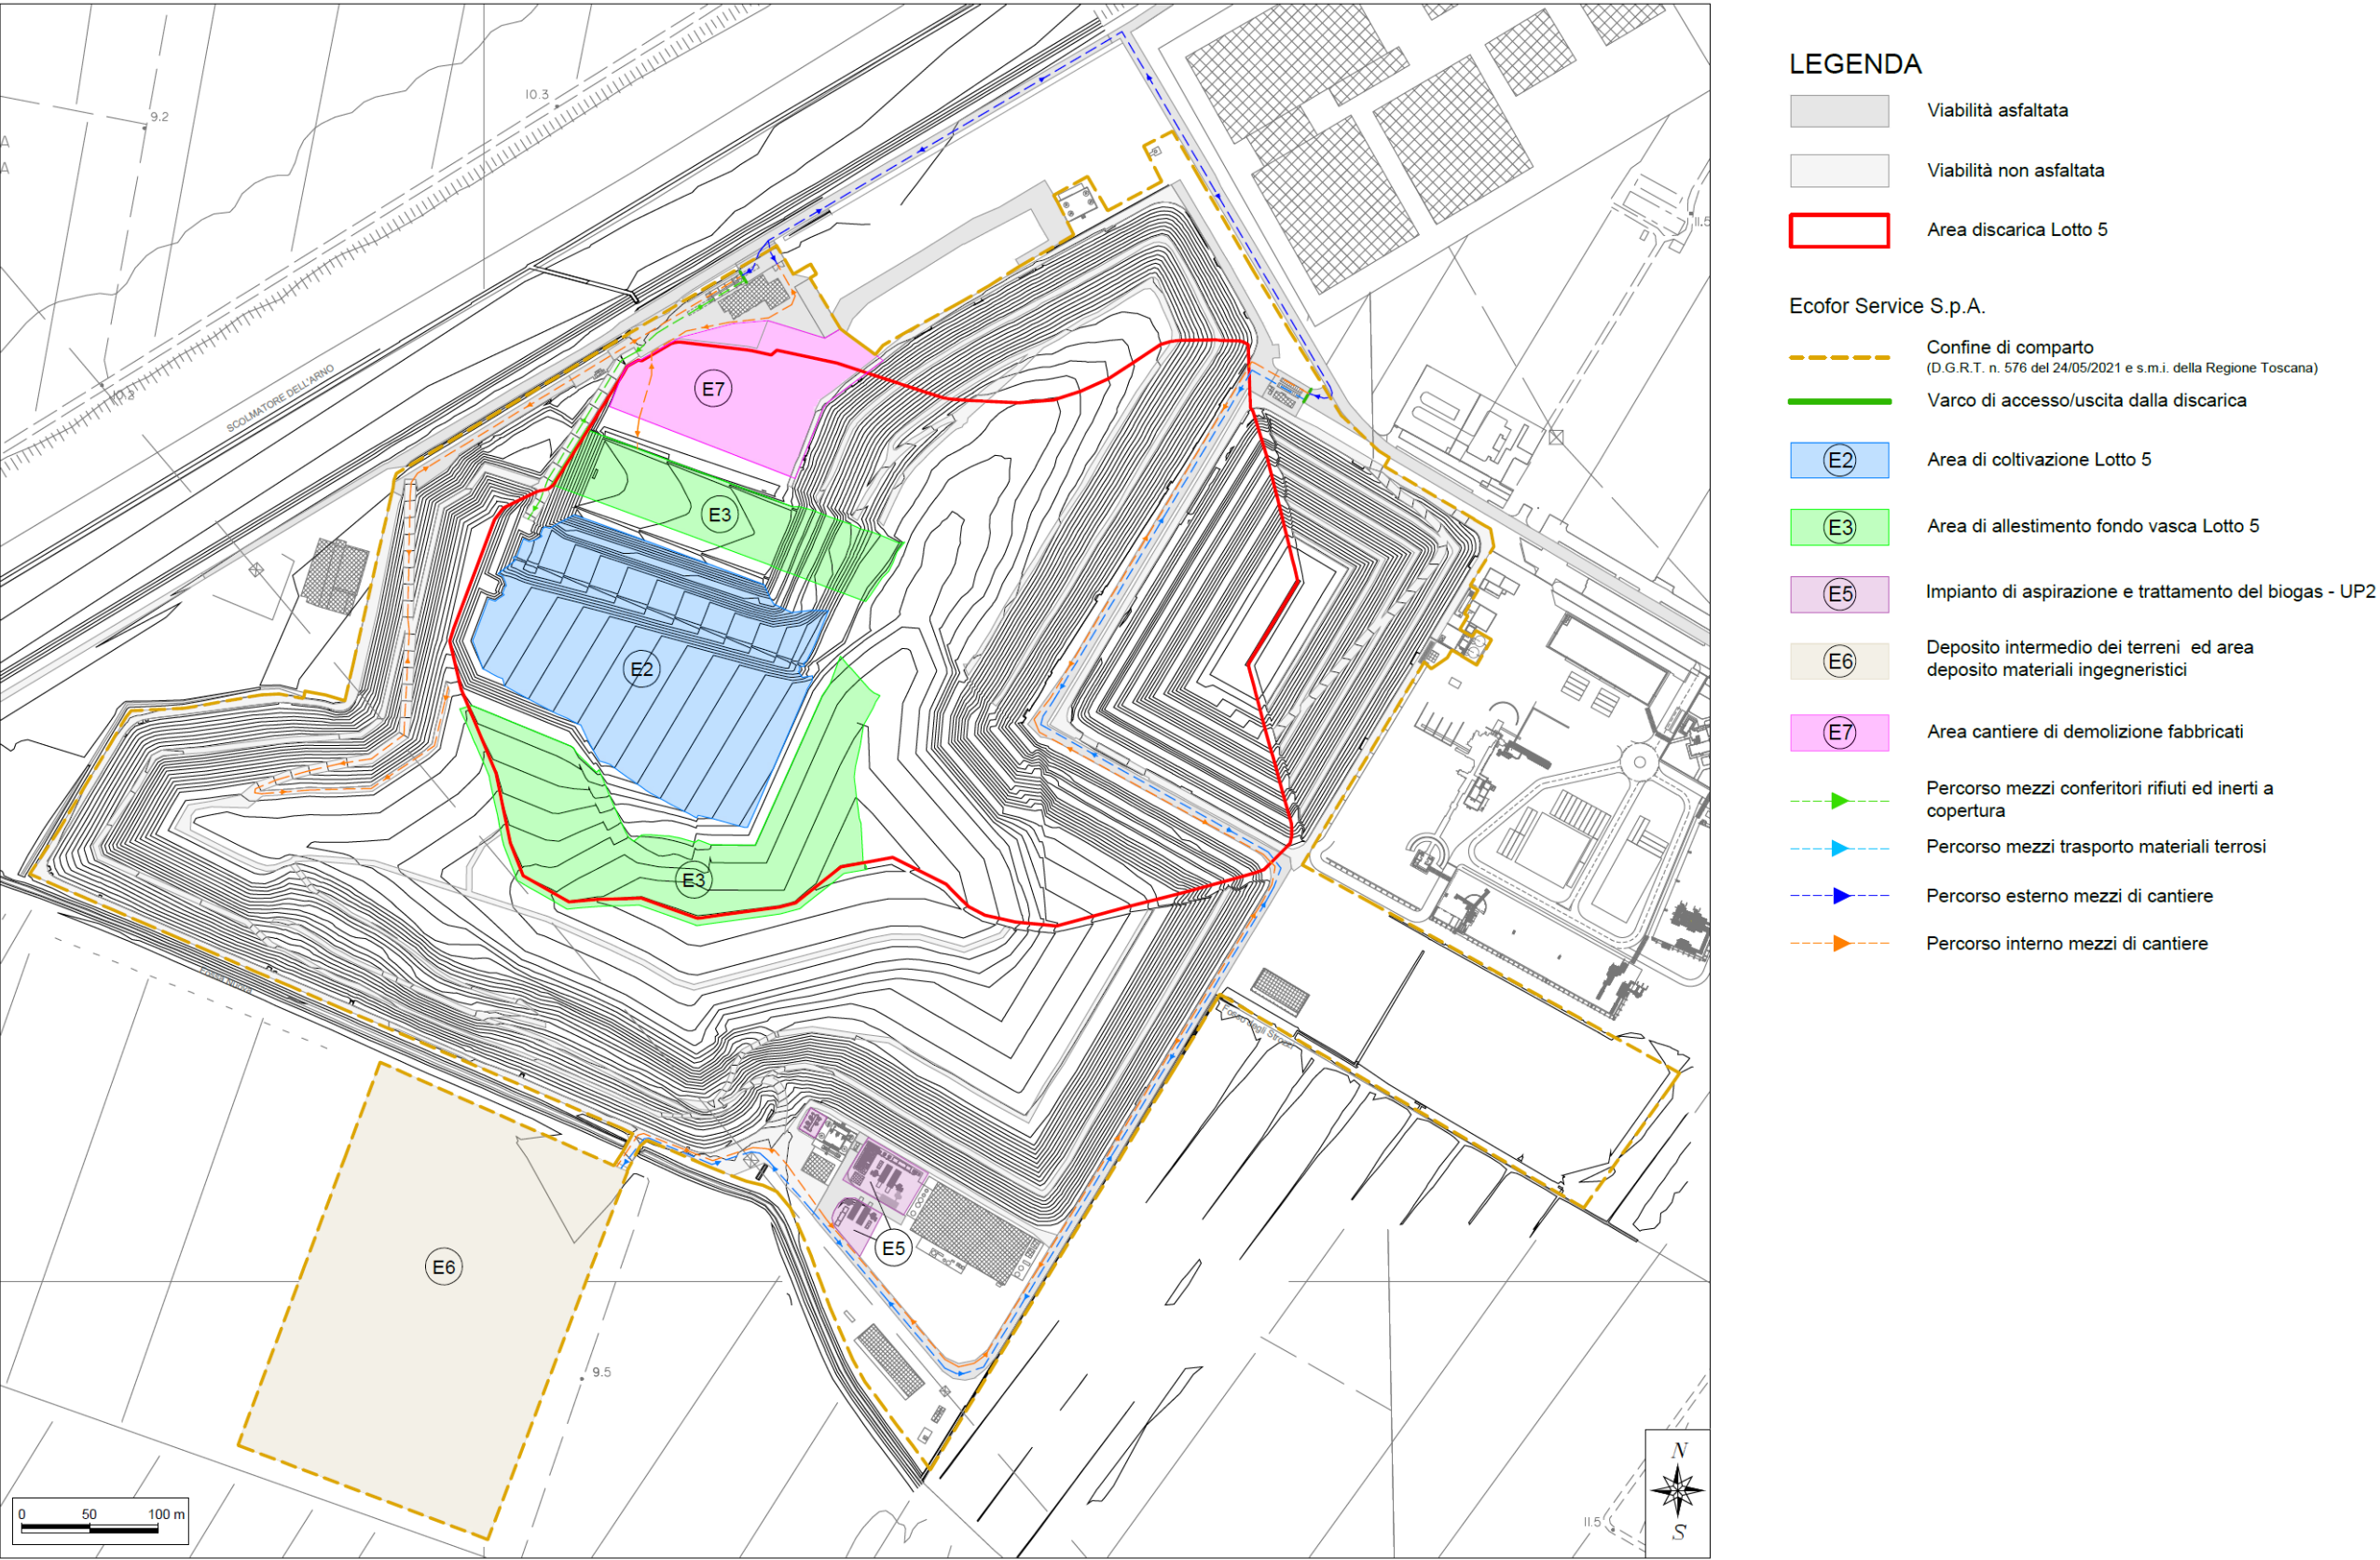 10.3
9.2
A
A
11.5
SCOLMATORE DELL'ARNO
E7
E3
E2
E3
Fosso degli Strozzi
E5
E6
9.5
11.5
0 50 100 m
N
S
LEGENDA
Viabilità asfaltata
Viabilità non asfaltata
Area discarica Lotto 5
Ecofor Service S.p.A.
Confine di comparto
(D.G.R.T. n. 576 del 24/05/2021 e s.m.i. della Regione Toscana)
Varco di accesso/uscita dalla discarica
E2 Area di coltivazione Lotto 5
E3 Area di allestimento fondo vasca Lotto 5
E5 Impianto di aspirazione e trattamento del biogas - UP2
E6 Deposito intermedio dei terreni ed area
deposito materiali ingegneristici
E7 Area cantiere di demolizione fabbricati
Percorso mezzi conferitori rifiuti ed inerti a
copertura
Percorso mezzi trasporto materiali terrosi
Percorso esterno mezzi di cantiere
Percorso interno mezzi di cantiere